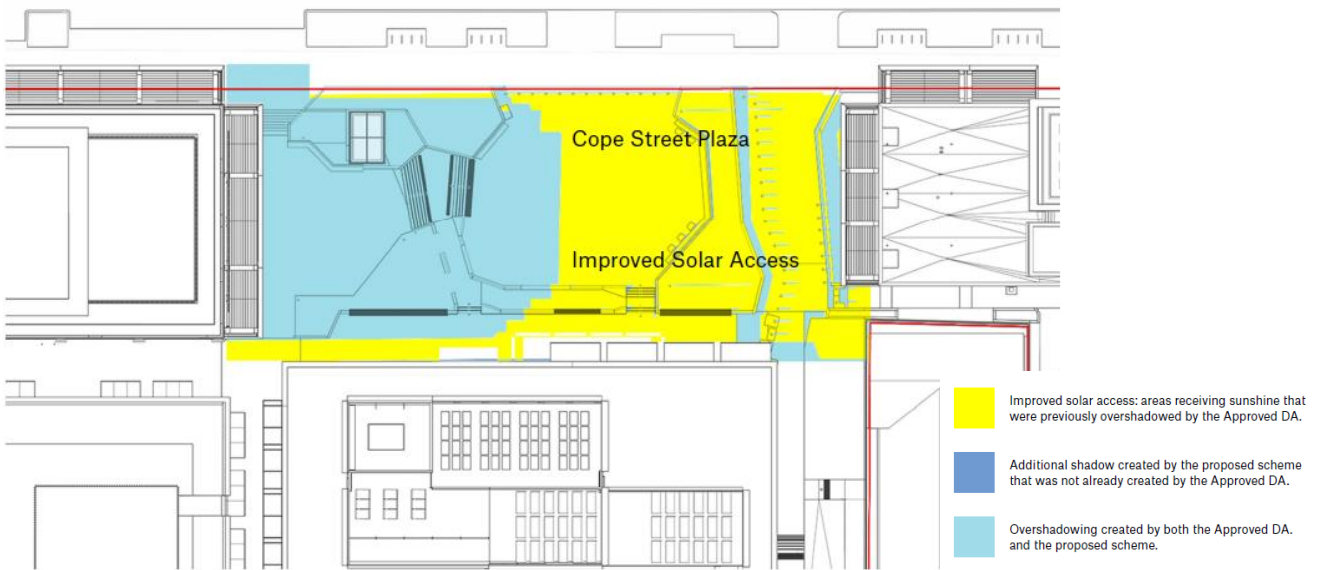 Cope Street Plaza
Improved Solar Access
Improved solar access: areas receiving sunshine that
were previously overshadowed by the Approved DA.
Additional shadow created by the proposed scheme
that was not already created by the Approved DA.
Overshadowing created by both the Approved DA.
and the proposed scheme.